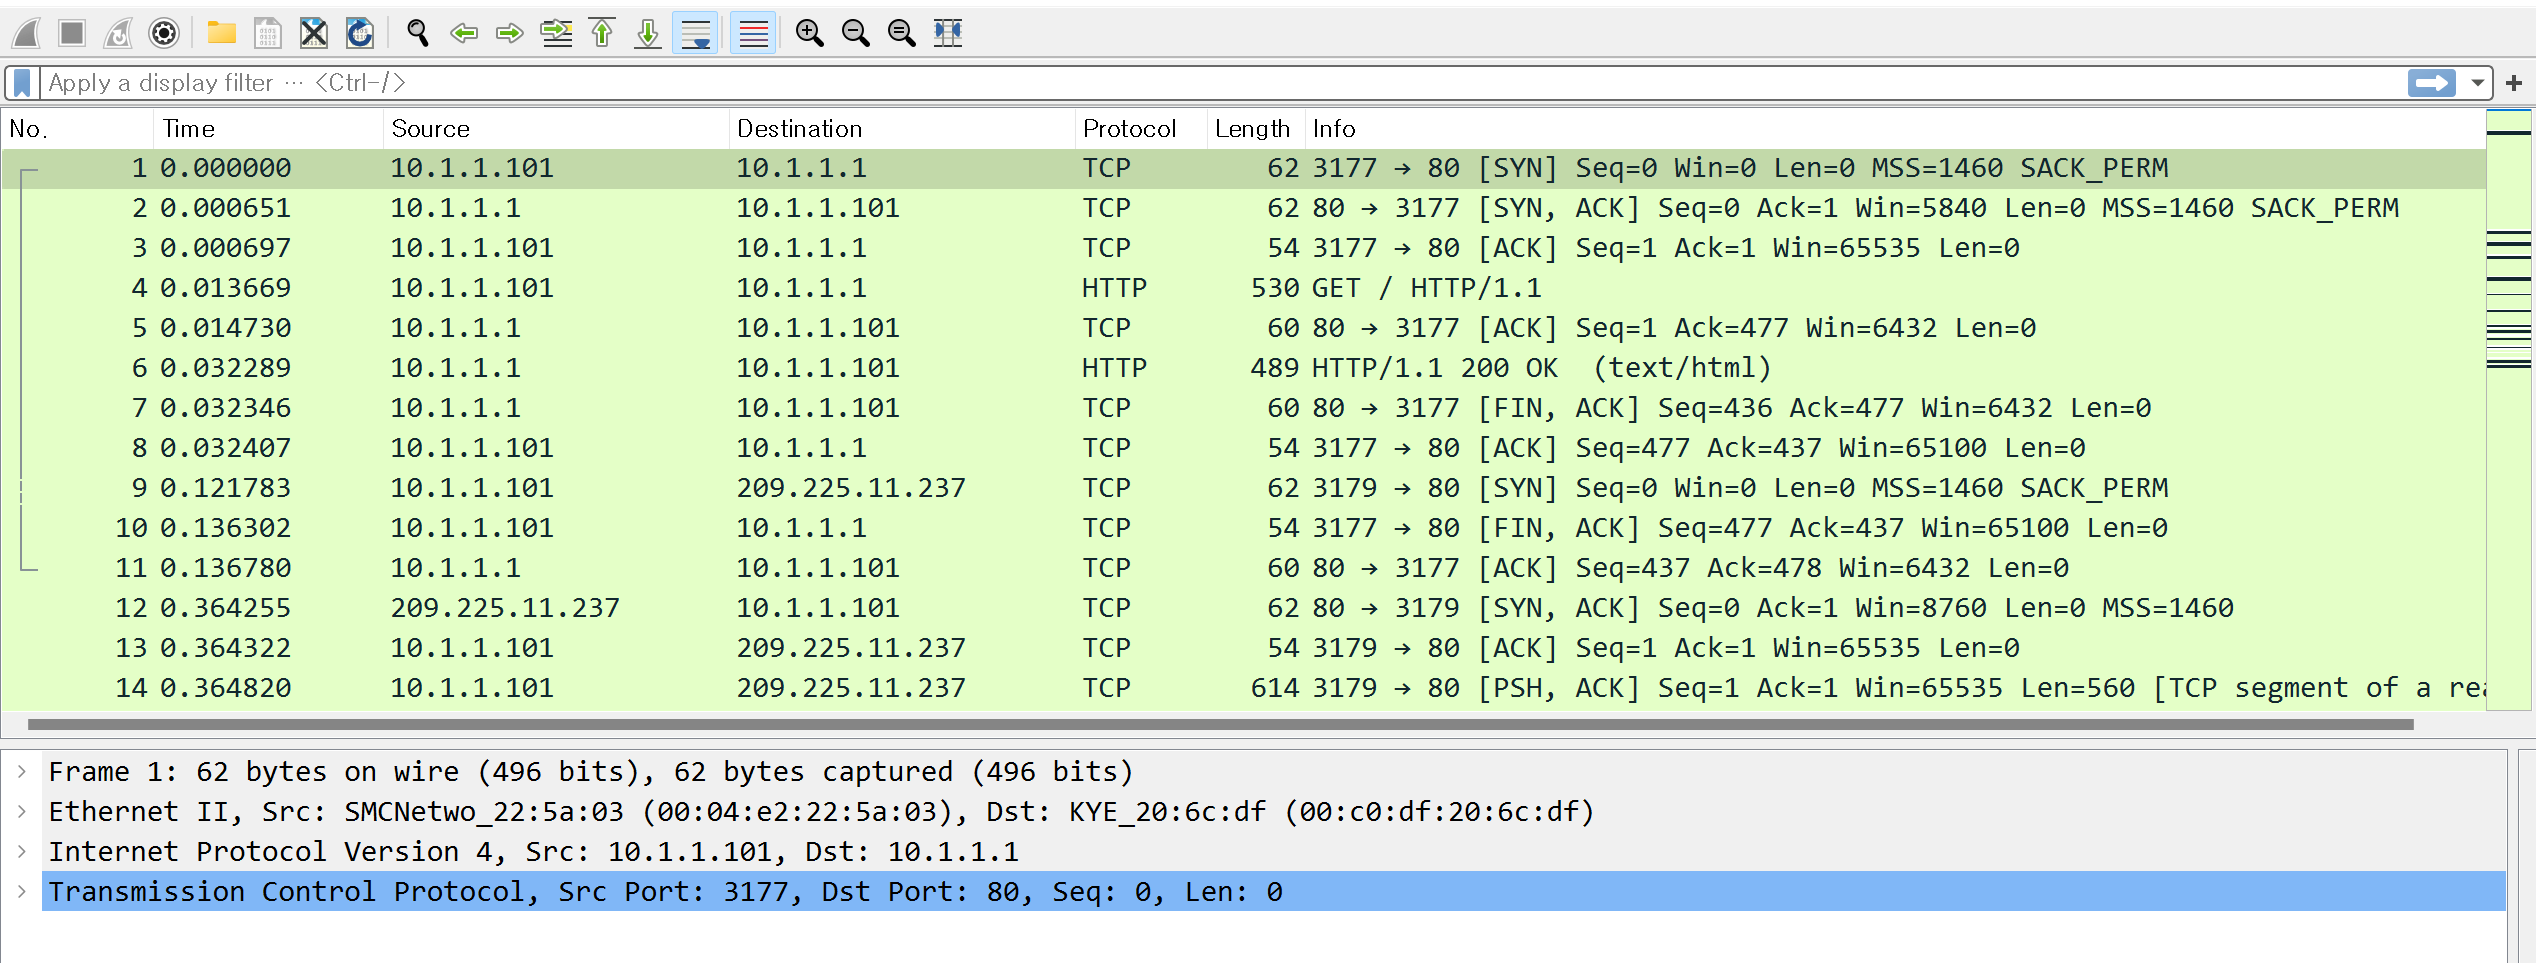 Apply a display filter ··· <Ctrl-/>
No. Time Source Destination Protocol Length Info
1 0.000000 10.1.1.101 10.1.1.1 TCP 62 3177 → 80 [SYN] Seq=0 Win=0 Len=0 MSS=1460 SACK_PERM
2 0.000651 10.1.1.1 10.1.1.101 TCP 62 80 → 3177 [SYN, ACK] Seq=0 Ack=1 Win=5840 Len=0 MSS=1460 SACK_PERM
3 0.000697 10.1.1.101 10.1.1.1 TCP 54 3177 → 80 [ACK] Seq=1 Ack=1 Win=65535 Len=0
4 0.013669 10.1.1.101 10.1.1.1 HTTP 530 GET / HTTP/1.1
5 0.014730 10.1.1.1 10.1.1.101 TCP 60 80 → 3177 [ACK] Seq=1 Ack=477 Win=6432 Len=0
6 0.032289 10.1.1.1 10.1.1.101 HTTP 489 HTTP/1.1 200 OK  (text/html)
7 0.032346 10.1.1.1 10.1.1.101 TCP 60 80 → 3177 [FIN, ACK] Seq=436 Ack=477 Win=6432 Len=0
8 0.032407 10.1.1.101 10.1.1.1 TCP 54 3177 → 80 [ACK] Seq=477 Ack=437 Win=65100 Len=0
9 0.121783 10.1.1.101 209.225.11.237 TCP 62 3179 → 80 [SYN] Seq=0 Win=0 Len=0 MSS=1460 SACK_PERM
10 0.136302 10.1.1.101 10.1.1.1 TCP 54 3177 → 80 [FIN, ACK] Seq=477 Ack=437 Win=65100 Len=0
11 0.136780 10.1.1.1 10.1.1.101 TCP 60 80 → 3177 [ACK] Seq=437 Ack=478 Win=6432 Len=0
12 0.364255 209.225.11.237 10.1.1.101 TCP 62 80 → 3179 [SYN, ACK] Seq=0 Ack=1 Win=8760 Len=0 MSS=1460
13 0.364322 10.1.1.101 209.225.11.237 TCP 54 3179 → 80 [ACK] Seq=1 Ack=1 Win=65535 Len=0
14 0.364820 10.1.1.101 209.225.11.237 TCP 614 3179 → 80 [PSH, ACK] Seq=1 Ack=1 Win=65535 Len=560 [TCP segment of a
Frame 1: 62 bytes on wire (496 bits), 62 bytes captured (496 bits)
Ethernet II, Src: SMCNetwo_22:5a:03 (00:04:e2:22:5a:03), Dst: KYE_20:6c:df (00:c0:df:20:6c:df)
Internet Protocol Version 4, Src: 10.1.1.101, Dst: 10.1.1.1
Transmission Control Protocol, Src Port: 3177, Dst Port: 80, Seq: 0, Len: 0